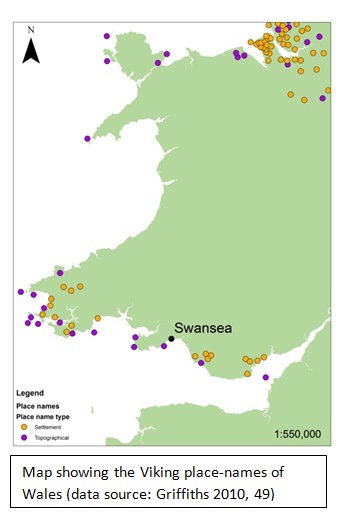 N
Swansea
Legend
Place names
Place name type
Settlement
Topographical
1:550,000
Map showing the Viking place-names of
Wales (data source: Griffiths 2010, 49)